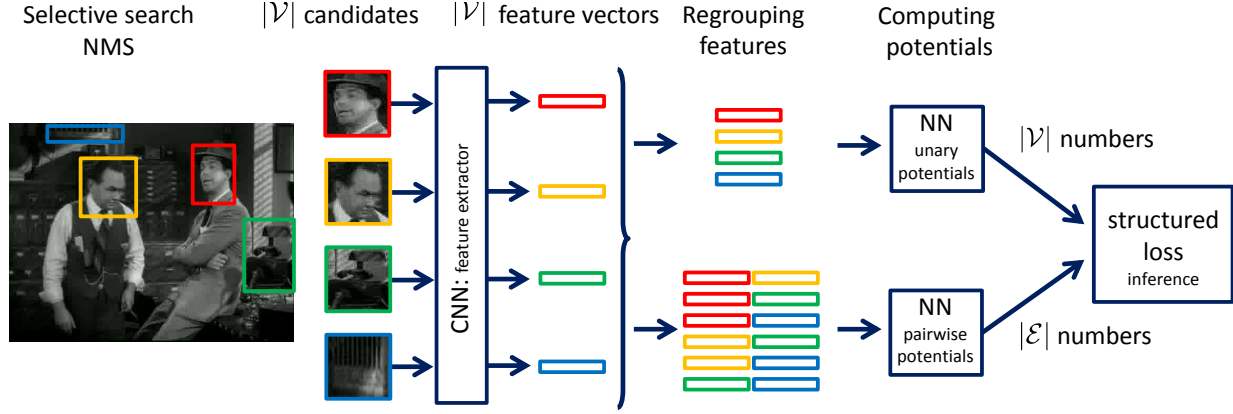 Selective search
NMS
|𝒱| candidates
|𝒱| feature vectors
Regrouping
features
Computing
potentials
CNN: feature extractor
NN
unary
potentials
|𝒱| numbers
structured
loss
inference
NN
pairwise
potentials
|ℰ| numbers